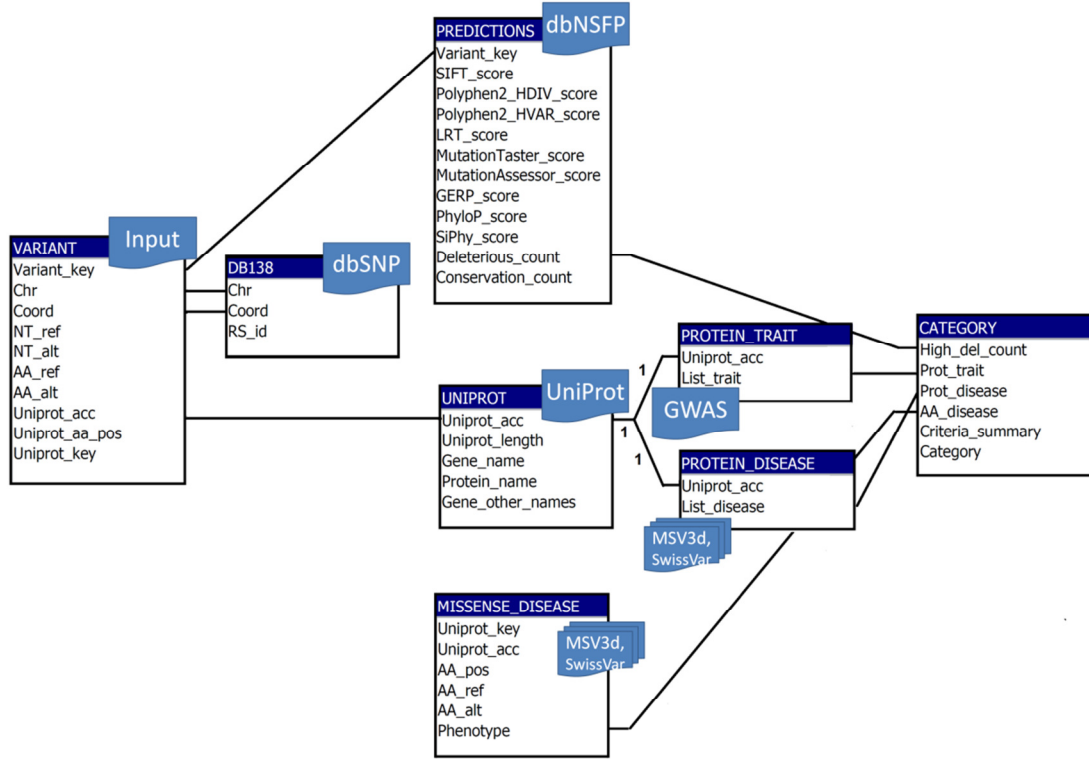 PREDICTIONS
dbNSFP
Variant_key
SIFT_score
Polyphen2_HDIV_score
Polyphen2_HVAR_score
LRT_score
MutationTaster_score
MutationAssessor_score
GERP_score
PhyloP_score
SiPhy_score
Deleterious_count
Conservation_count
VARIANT
Input
Variant_key
Chr
Coord
NT_ref
NT_alt
AA_ref
AA_alt
Uniprot_acc
Uniprot_aa_pos
Uniprot_key
DB138
dbSNP
Chr
Coord
RS_id
UNIPROT
UniProt
Uniprot_acc
Uniprot_length
Gene_name
Protein_name
Gene_other_names
1
1
1
PROTEIN_TRAIT
Uniprot_acc
List_trait
GWAS
PROTEIN_DISEASE
Uniprot_acc
List_disease
MSV3d,
SwissVar
CATEGORY
High_del_count
Prot_trait
Prot_disease
AA_disease
Criteria_summary
Category
MISSENSE_DISEASE
Uniprot_key
Uniprot_acc
AA_pos
AA_ref
AA_alt
Phenotype
MSV3d,
SwissVar